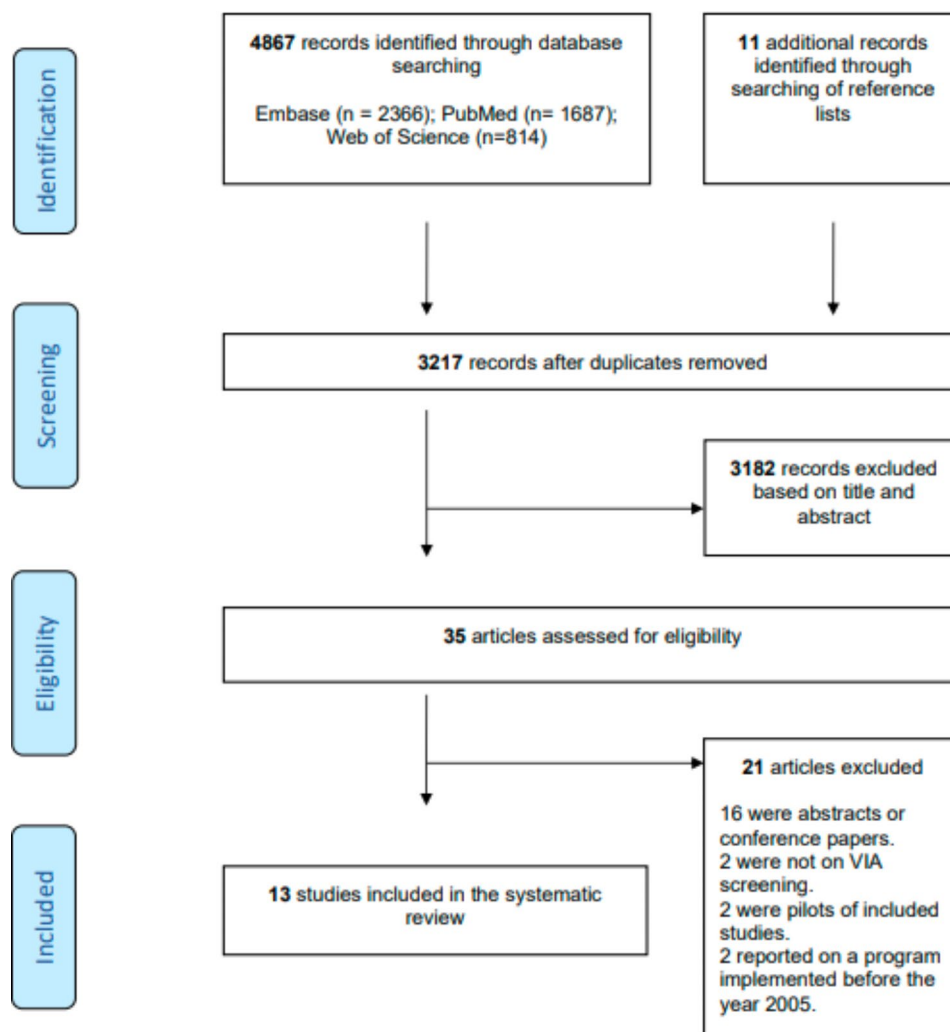 Identification
4867 records identified through database
searching
Embase (n = 2366); PubMed (n= 1687);
Web of Science (n=814)
11 additional records
identified through
searching of reference
lists
Screening
3217 records after duplicates removed
3182 records excluded
based on title and
abstract
Eligibility
35 articles assessed for eligibility
21 articles excluded
16 were abstracts or
conference papers.
2 were not on VIA
screening.
2 were pilots of included
studies.
2 reported on a program
implemented before the
year 2005.
Included
13 studies included in the systematic
review